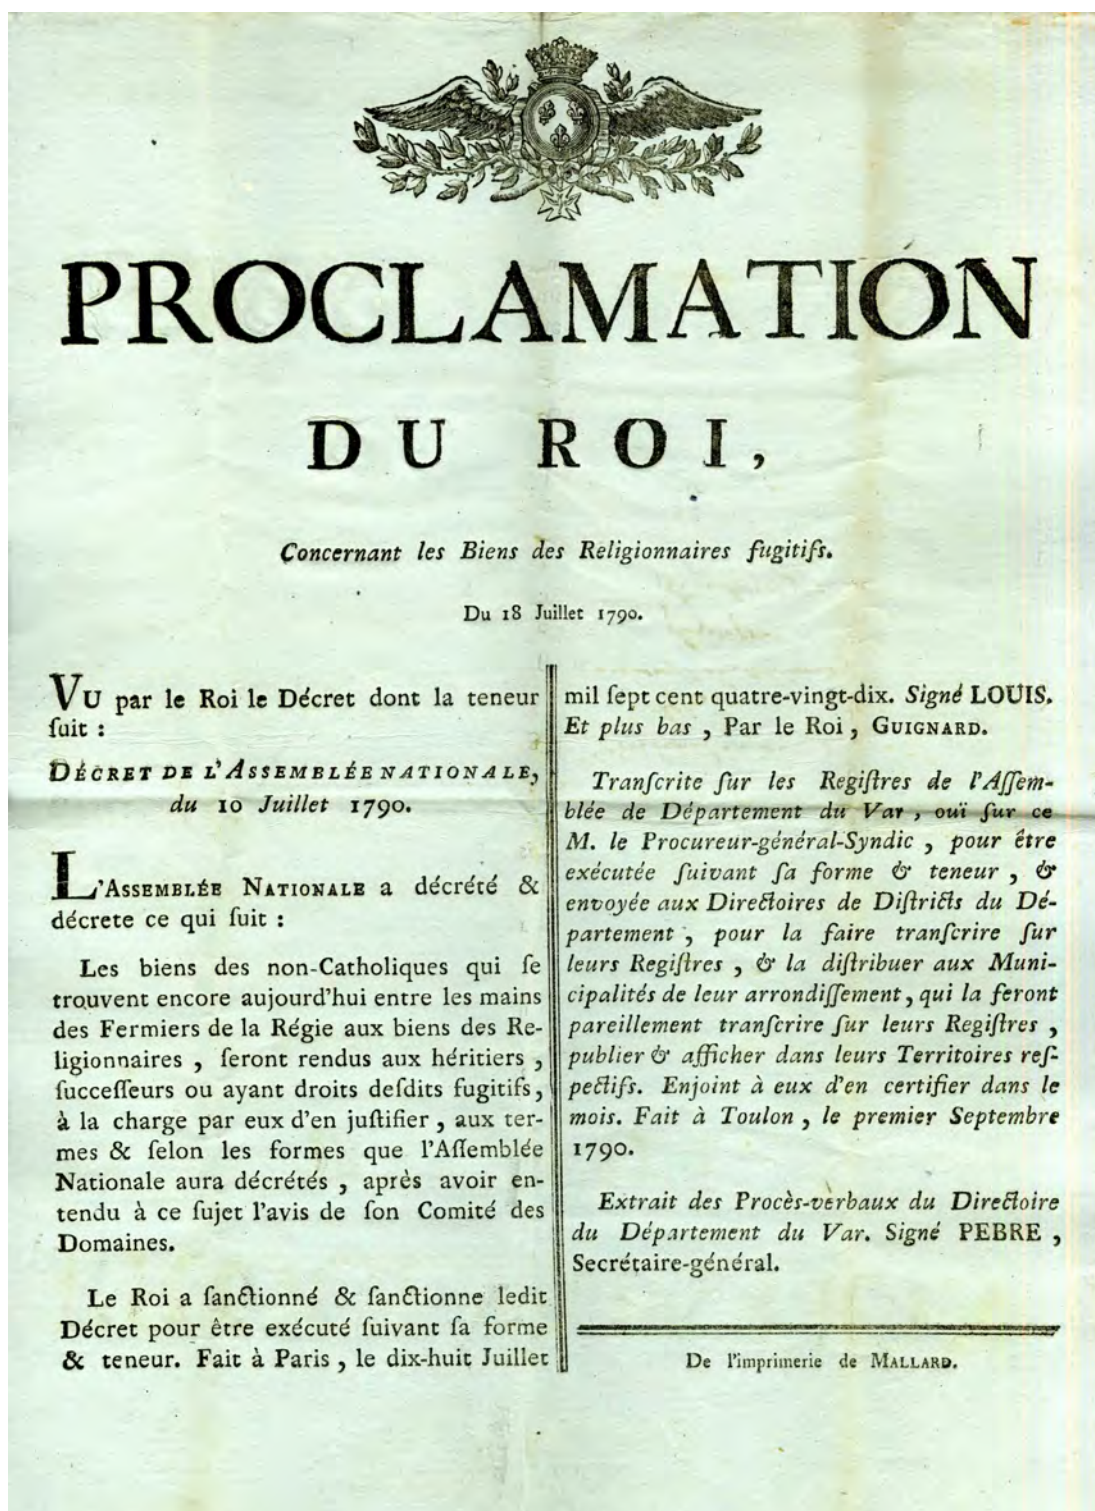 PROCLAMATION
DU ROI,
Concernant les Biens des Religionnaires fugitifs.
Du 18 Juillet 1790.
VU par le Roi le Décret dont la teneur
ſuit :
DÉCRET DE L'ASSEMBLÉE NATIONALE,
du 10 Juillet 1790.
L'ASSEMBLÉE NATIONALE a décrété &
décrete ce qui ſuit :
Les biens des non-Catholiques qui ſe
trouvent encore aujourd'hui entre les mains
des Fermiers de la Régie aux biens des Re-
ligionnaires , ſeront rendus aux héritiers ,
ſucceſſeurs ou ayant droits deſdits fugitifs,
à la charge par eux d'en juſtifier , aux ter-
mes & ſelon les formes que l'Aſſemblée
Nationale aura décrétés , après avoir en-
tendu à ce ſujet l'avis de ſon Comité des
Domaines.
Le Roi a ſanctionné & ſanctionne ledit
Décret pour être exécuté ſuivant ſa forme
& teneur. Fait à Paris , le dix-huit Juillet
mil ſept cent quatre-vingt-dix. Signé LOUIS.
Et plus bas , Par le Roi , GUIGNARD.
Tranſcrite ſur les Regiſtres de l'Aſſem-
blée de Département du Var , ouï ſur ce
M. le Procureur-général-Syndic , pour être
exécutée ſuivant ſa forme & teneur , &
envoyée aux Directoires de Diſtricts du Dé-
partement , pour la faire tranſcrire ſur
leurs Regiſtres , & la diſtribuer aux Muni-
cipalités de leur arrondiſſement , qui la feront
pareillement tranſcrire ſur leurs Regiſtres ,
publier & afficher dans leurs Territoires reſ-
pectifs. Enjoint à eux d'en certifier dans le
mois. Fait à Toulon , le premier Septembre
1790.
Extrait des Procès-verbaux du Directoire
du Département du Var. Signé PEBRE ,
Secrétaire-général.
De l'imprimerie de MALLARD.